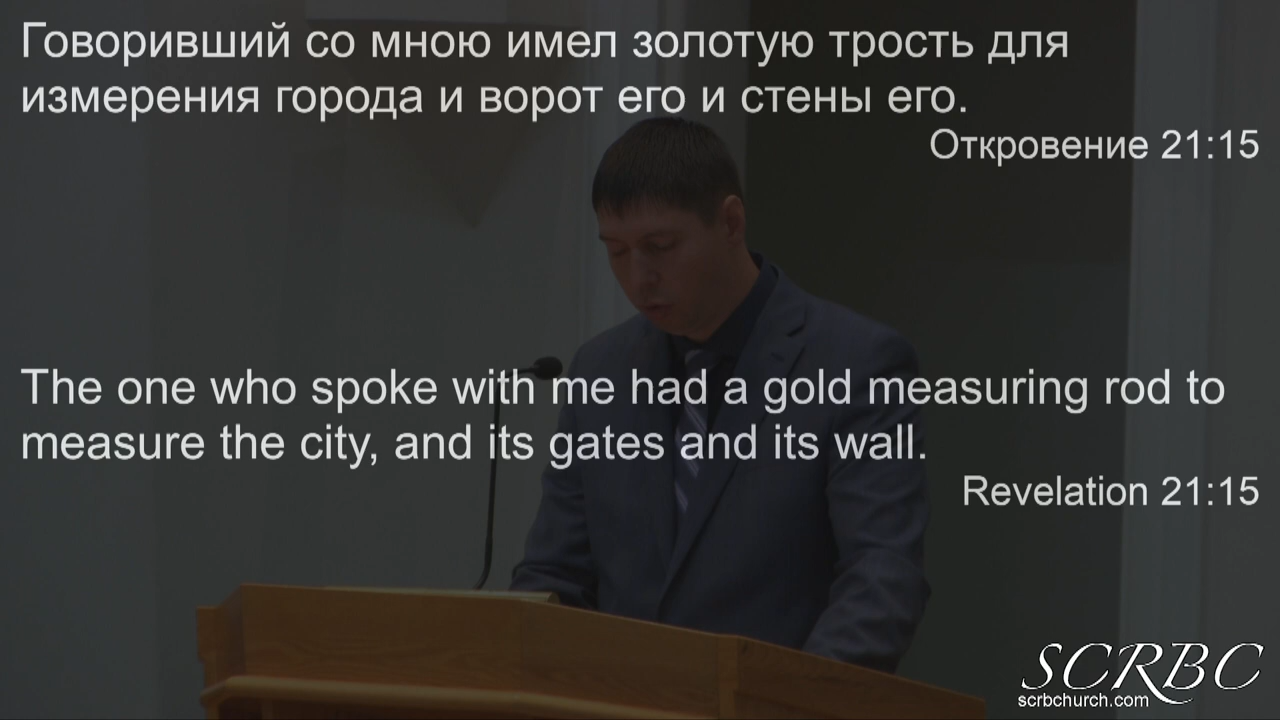 Говоривший со мною имел золотую трость для
измерения города и ворот его и стены его.
Откровение 21:15
The one who spoke with me had a gold measuring rod to
measure the city, and its gates and its wall.
Revelation 21:15
SCRBC
scrbchurch.com